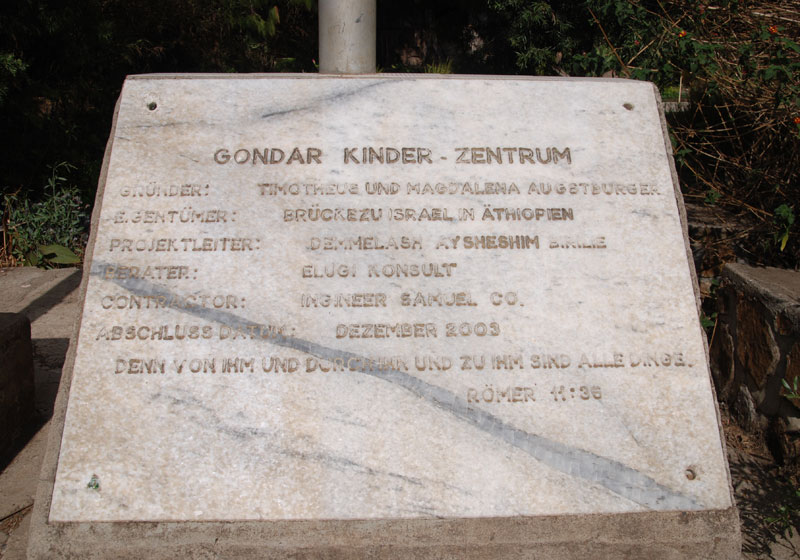 GONDAR KINDER - ZENTRUM
GRÜNDER: TIMOTHEUS UND MAGDALENA AUGSTBURGER
EIGENTÜMER: BRÜCKEZU ISRAEL IN ÄTHIOPIEN
PROJEKTLEITER: DEMMELASH AYSHESHIM
BERATER: ELUGI KONSULT
CONTRACTOR: INGINEER SAMUEL CO.
ABSCHLUSS DATUM: DEZEMBER 2003
DENN VON IHM UND DURCH IHN UND ZU IHM SIND ALLE DINGE.
RÖMER 11:36